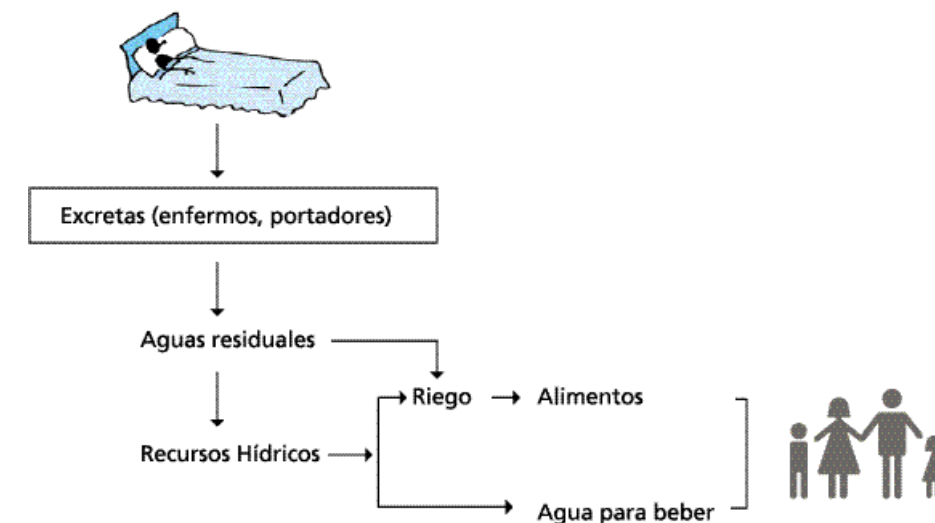 Excretas (enfermos, portadores)
Aguas residuales
Riego
Alimentos
Recursos Hídricos
Agua para beber